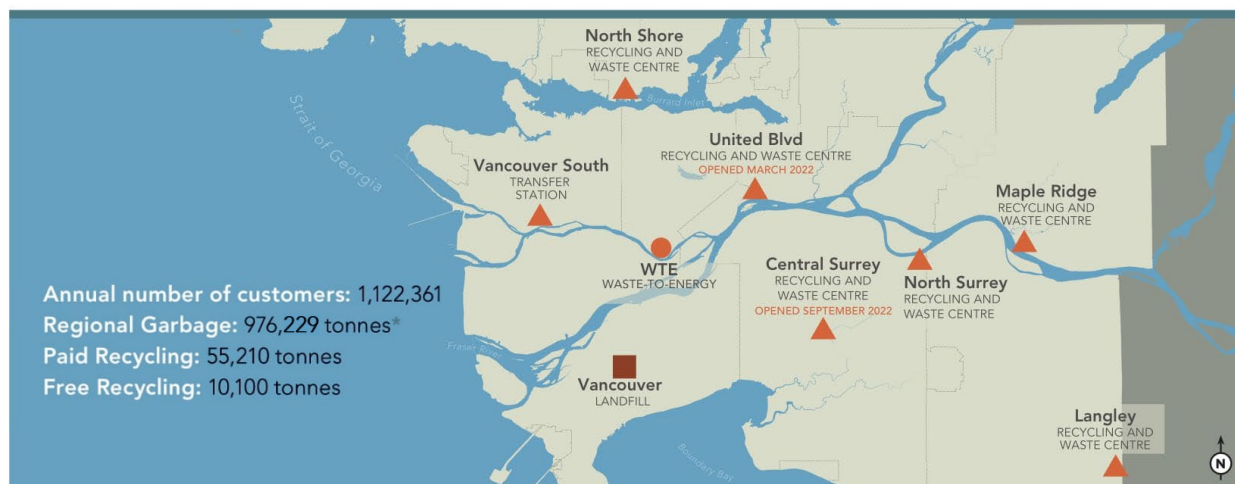 North Shore
RECYCLING AND
WASTE CENTRE
Burrard Inlet
Strait of Georgia
United Blvd
RECYCLING AND WASTE CENTRE
OPENED MARCH 2022
Vancouver South
TRANSFER
STATION
Maple Ridge
RECYCLING AND
WASTE CENTRE
WTE
WASTE-TO-ENERGY
Central Surrey
RECYCLING AND
WASTE CENTRE
OPENED SEPTEMBER 2022
North Surrey
RECYCLING AND
WASTE CENTRE
Annual number of customers: 1,122,361
Regional Garbage: 976,229 tonnes*
Paid Recycling: 55,210 tonnes
Free Recycling: 10,100 tonnes
Fraser River
Vancouver
LANDFILL
Boundary Bay
Langley
RECYCLING AND
WASTE CENTRE
N